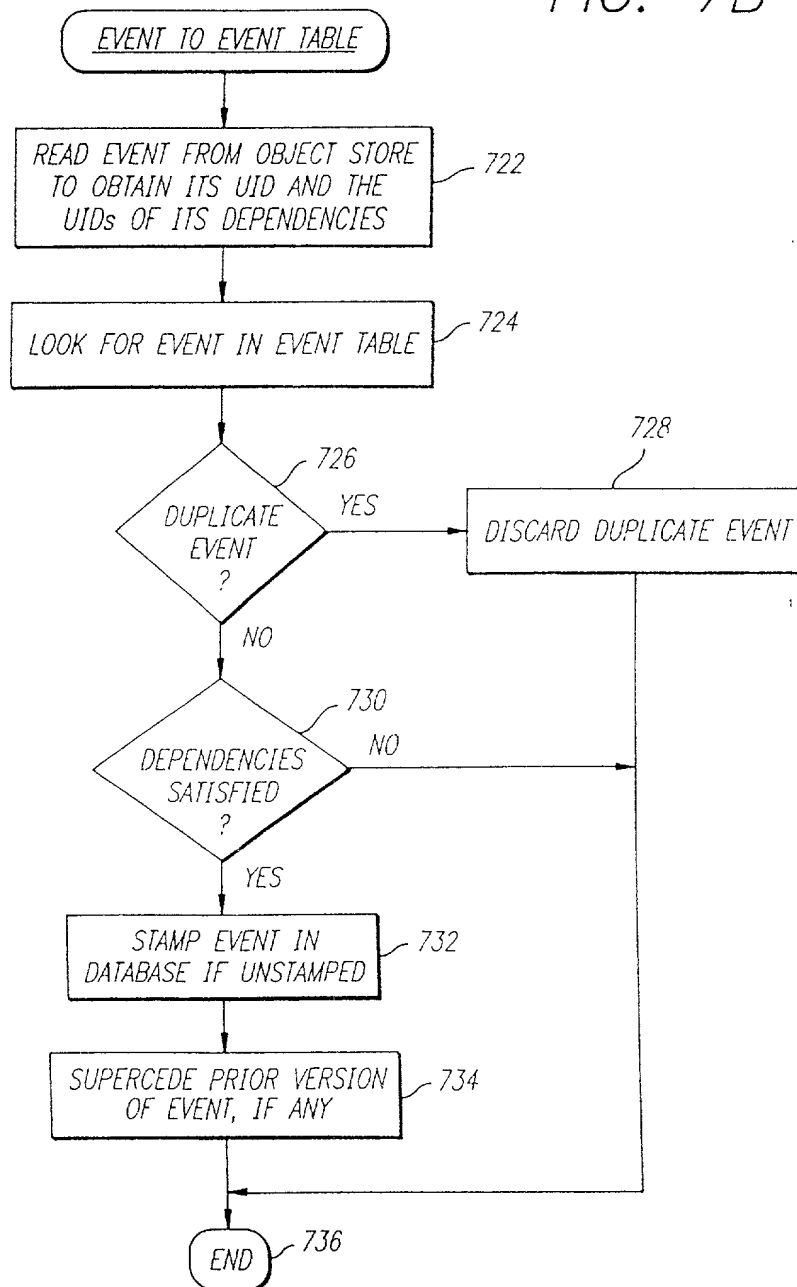 FIG. 7B
EVENT TO EVENT TABLE
READ EVENT FROM OBJECT STORE
TO OBTAIN ITS UID AND THE
UIDs OF ITS DEPENDENCIES
722
LOOK FOR EVENT IN EVENT TABLE
724
726
DUPLICATE
EVENT
?
YES
728
DISCARD DUPLICATE EVENT
NO
730
DEPENDENCIES
SATISFIED
?
NO
YES
STAMP EVENT IN
DATABASE IF UNSTAMPED
732
SUPERCEDE PRIOR VERSION
OF EVENT, IF ANY
734
END
736